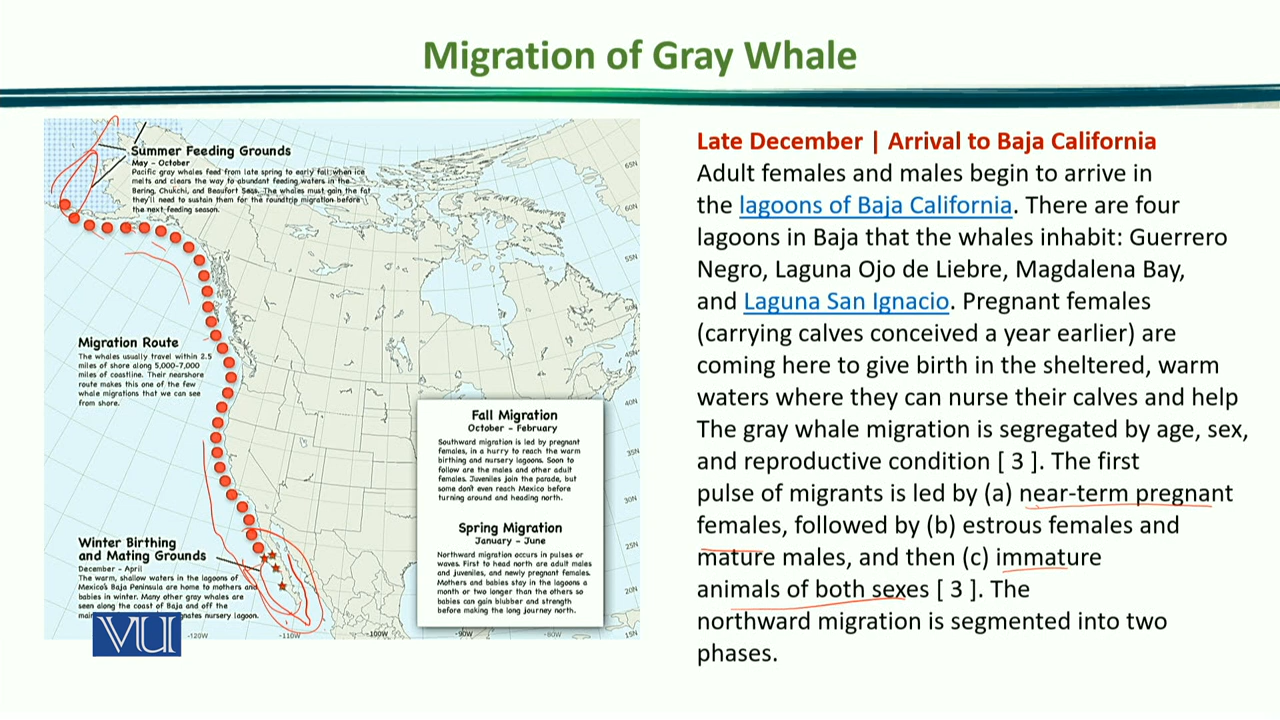 Migration of Gray Whale
Summer Feeding Grounds
May - October
Pacific gray whales feed from late spring to early fall when ice
melts and clears the way to abundant feeding waters in the
Bering, Chukchi, and Beaufort Seas. The whales must gain the fat
they'll need to sustain them for the roundtrip migration before
the next feeding season.
Migration Route
The whales usually travel within 2.5
miles of shore along 5,000-7,000
miles of coastline. Their nearshore
route makes this one of the few
whale migrations that we can see
from shore.
Winter Birthing
and Mating Grounds
December - April
The warm, shallow waters in the lagoons of
Mexico's Baja Peninsula are home to mothers and
babies in winter. Many other gray whales are
seen along the coast of Baja and off the
nates nursery lagoon.
VU
Fall Migration
October - February
Southward migration is led by pregnant
females, in a hurry to reach the warm
birthing and nursery lagoons. Soon to
follow are the males and other adult
females. Juveniles join the parade, but
some don't even reach Mexico before
turning around and heading north.
Spring Migration
January - June
Northward migration occurs in pulses or
waves. First to head north are adult males
and juveniles, and newly pregnant females.
Mothers and babies stay in the lagoons a
month or two longer than the others so
babies can gain blubber and strength
before making the long journey north.
65N
60N
55N
45N
40N
35N
30N
25N
20N
15N
-120W
-110W
-100W
-90W
-80W
Late December | Arrival to Baja California
Adult females and males begin to arrive in
the lagoons of Baja California. There are four
lagoons in Baja that the whales inhabit: Guerrero
Negro, Laguna Ojo de Liebre, Magdalena Bay,
and Laguna San Ignacio. Pregnant females
(carrying calves conceived a year earlier) are
coming here to give birth in the sheltered, warm
waters where they can nurse their calves and help
The gray whale migration is segregated by age, sex,
and reproductive condition [ 3 ]. The first
pulse of migrants is led by (a) near-term pregnant
females, followed by (b) estrous females and
mature males, and then (c) immature
animals of both sexes [ 3 ]. The
northward migration is segmented into two
phases.